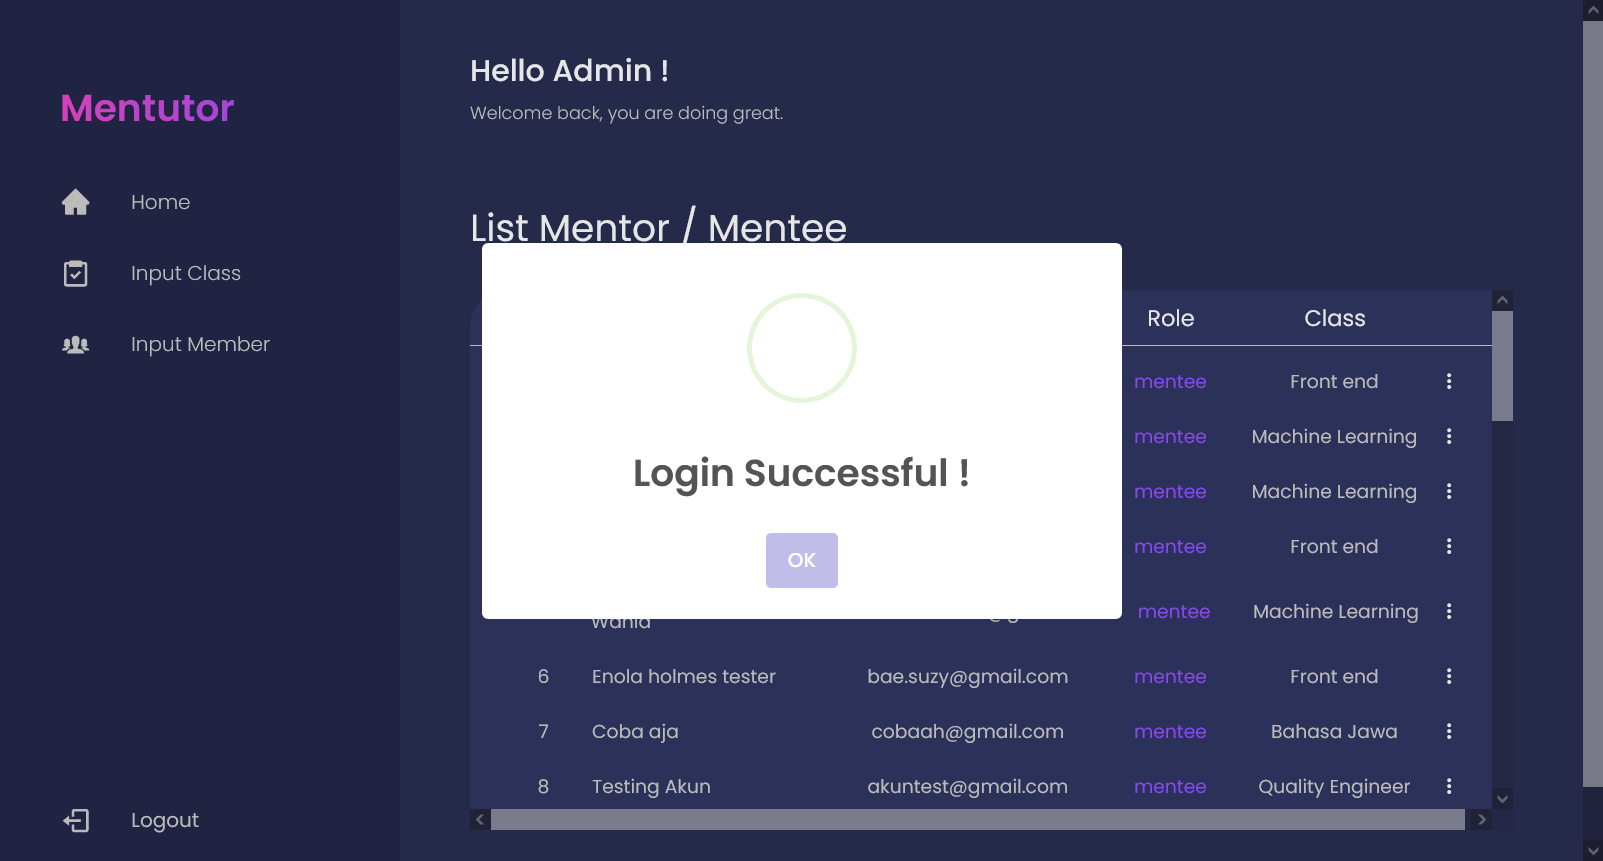 Mentutor
Home
Input Class
Input Member
Logout
Hello Admin !
Welcome back, you are doing great.
List Mentor / Mentee
Role Class
mentee Front end
mentee Machine Learning
mentee Machine Learning
mentee Front end
Wahid mentee Machine Learning
6 Enola holmes tester bae.suzy@gmail.com mentee Front end
7 Coba aja cobaah@gmail.com mentee Bahasa Jawa
8 Testing Akun akuntest@gmail.com mentee Quality Engineer
Login Successful !
OK